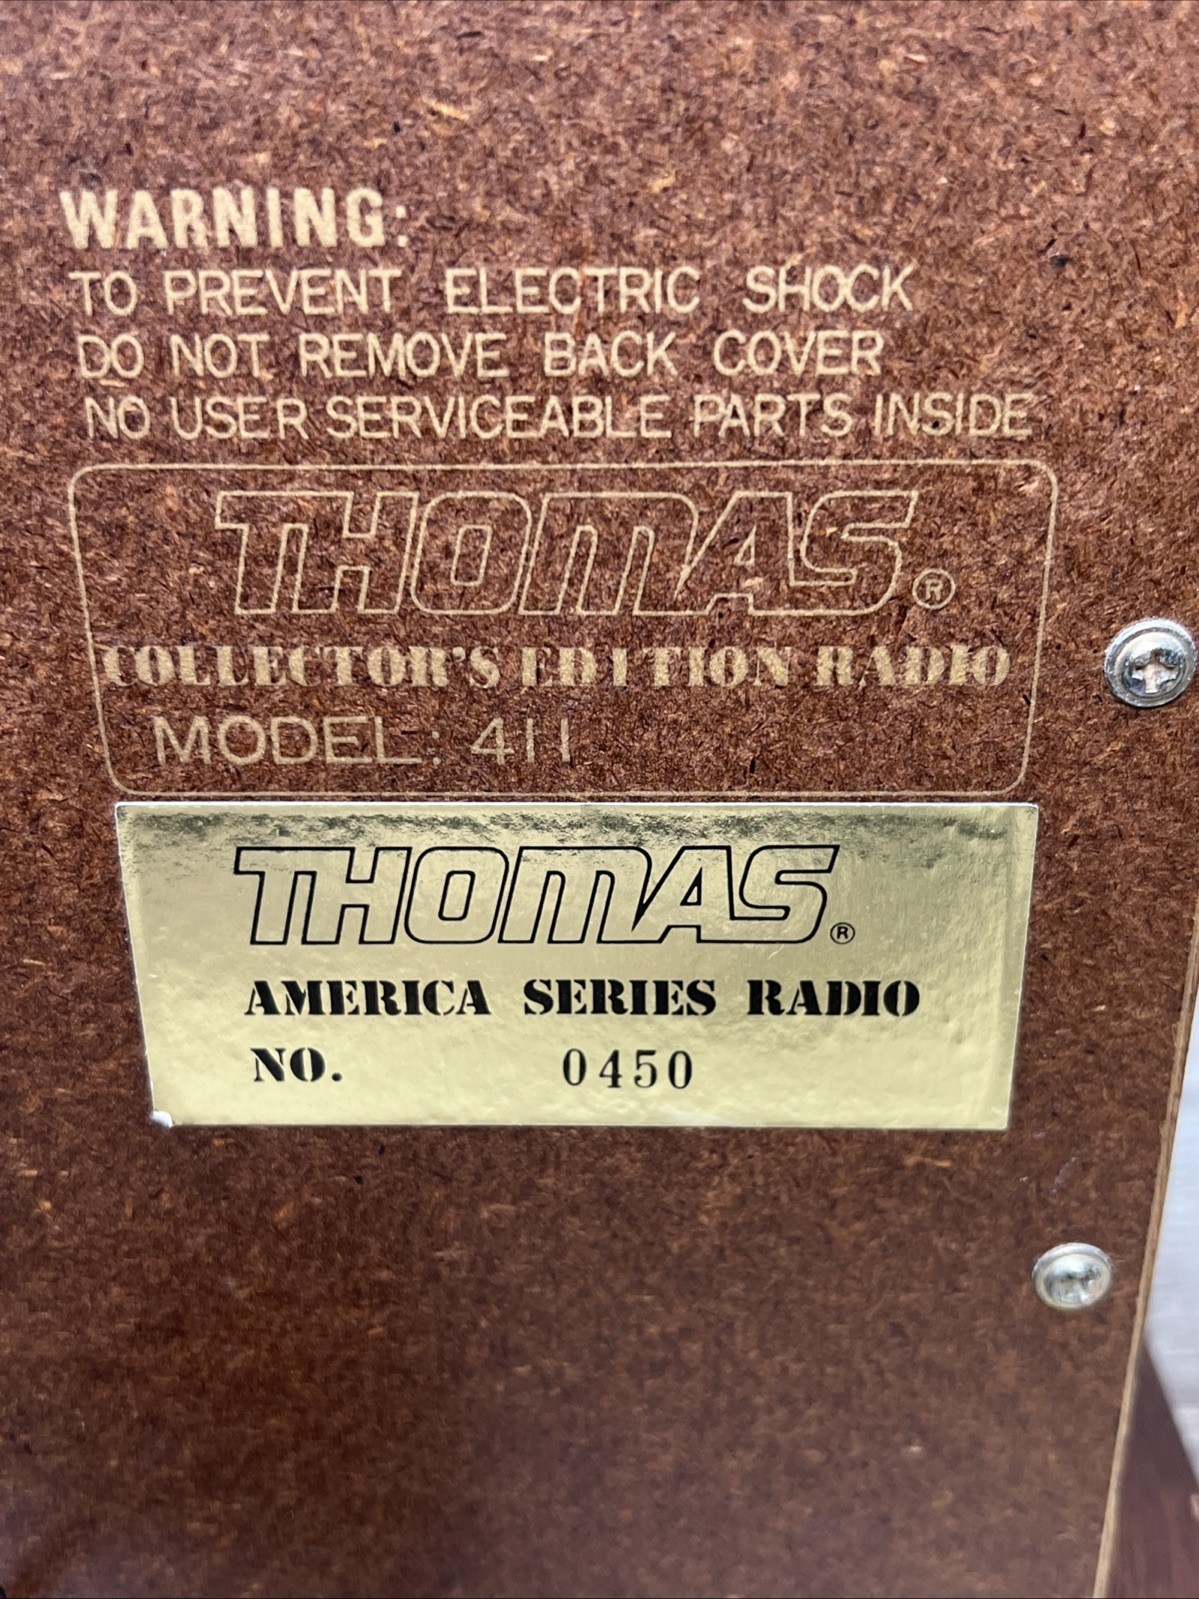 WARNING:
TO PREVENT ELECTRIC SHOCK
DO NOT REMOVE BACK COVER
NO USER SERVICEABLE PARTS INSIDE
THOMAS®
COLLECTOR'S EDITION RADIO
MODEL: 411
THOMAS®
AMERICA SERIES RADIO
NO. 0450